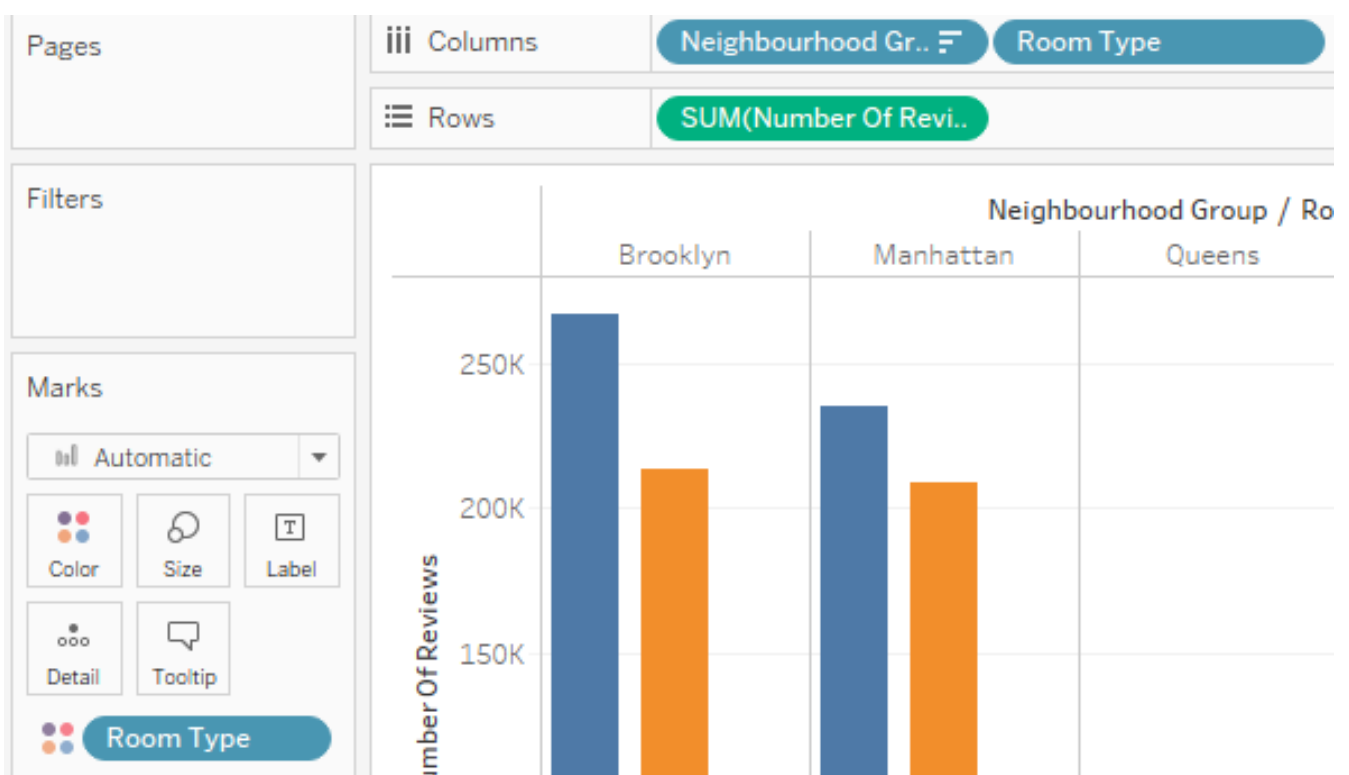 Pages
Columns
Neighbourhood Gr..
Room Type
Rows
SUM(Number Of Revi..
Filters
Neighbourhood Group / Ro
Brooklyn
Manhattan
Queens
Marks
Automatic
Color
Size
Label
Detail
Tooltip
Room Type
250K
200K
150K
umber Of Reviews